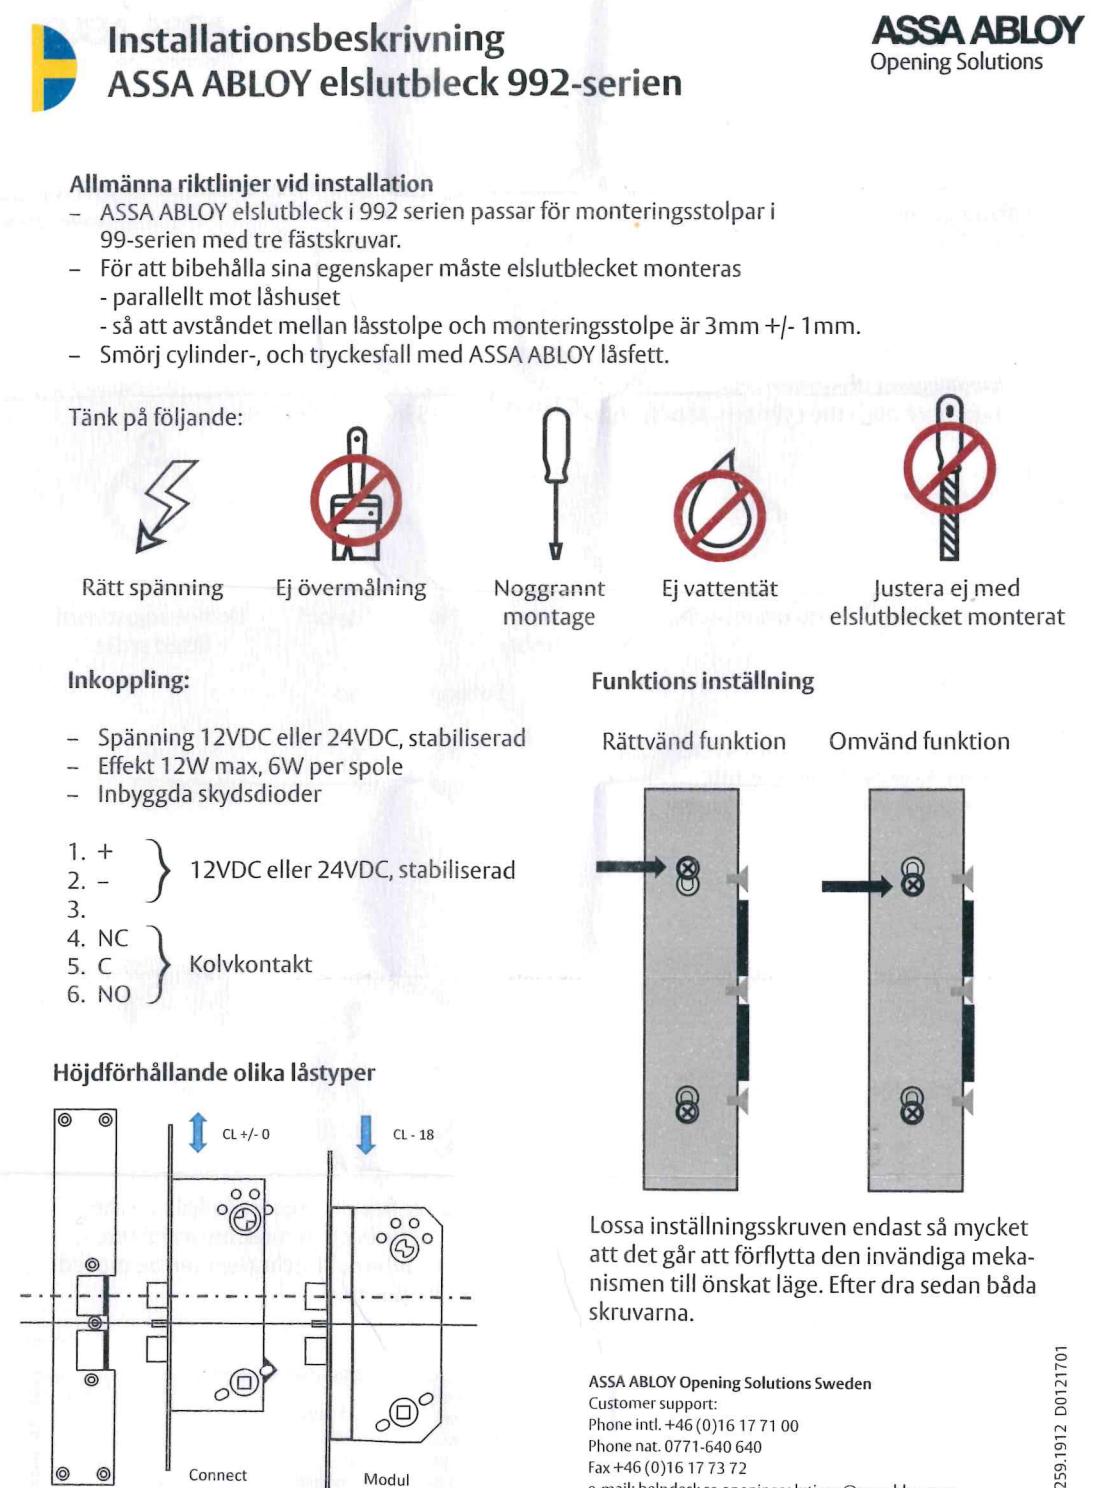 Installationsbeskrivning
ASSA ABLOY elslutbleck 992-serien
ASSA ABLOY
Opening Solutions
Allmänna riktlinjer vid installation
– ASSA ABLOY elslutbleck i 992 serien passar för monteringsstolpar i
99-serien med tre fästskruvar.
– För att bibehålla sina egenskaper måste elslutblecket monteras
- parallellt mot låshuset
- så att avståndet mellan låsstolpe och monteringsstolpe är 3mm +/- 1mm.
– Smörj cylinder-, och tryckesfall med ASSA ABLOY låsfett.
Tänk på följande:
Rätt spänning
Ej övermålning
Noggrannt
montage
Ej vattentät
Justera ej med
elslutblecket monterat
Inkoppling:
– Spänning 12VDC eller 24VDC, stabiliserad
– Effekt 12W max, 6W per spole
– Inbyggda skydsdioder
1. +
2. –
12VDC eller 24VDC, stabiliserad
3.
4. NC
5. C
6. NO
Kolvkontakt
Funktions inställning
Rättvänd funktion
Omvänd funktion
Lossa inställningsskruven endast så mycket
att det går att förflytta den invändiga meka-
nismen till önskat läge. Efter dra sedan båda
skruvarna.
Höjdförhållande olika låstyper
CL +/- 0
CL - 18
Connect
Modul
ASSA ABLOY Opening Solutions Sweden
Customer support:
Phone intl. +46 (0)16 17 71 00
Phone nat. 0771-640 640
Fax +46 (0)16 17 73 72
259.1912 D0121701